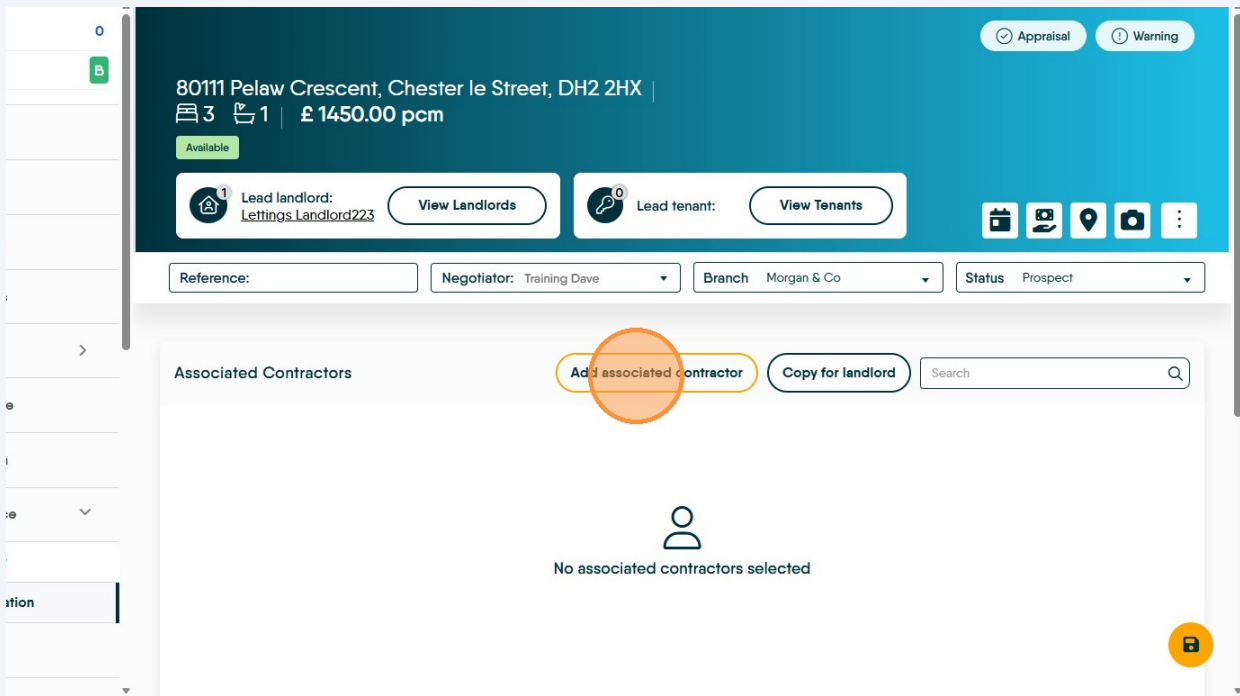 0
B
Appraisal
Warning
80111 Pelaw Crescent, Chester le Street, DH2 2HX
3 1 £ 1450.00 pcm
Available
1 Lead landlord:
Lettings Landlord223
View Landlords
0 Lead tenant:
View Tenants
Reference:
Negotiator: Training Dave
Branch Morgan & Co
Status Prospect
Associated Contractors
Add associated contractor
Copy for landlord
Search
No associated contractors selected
ation